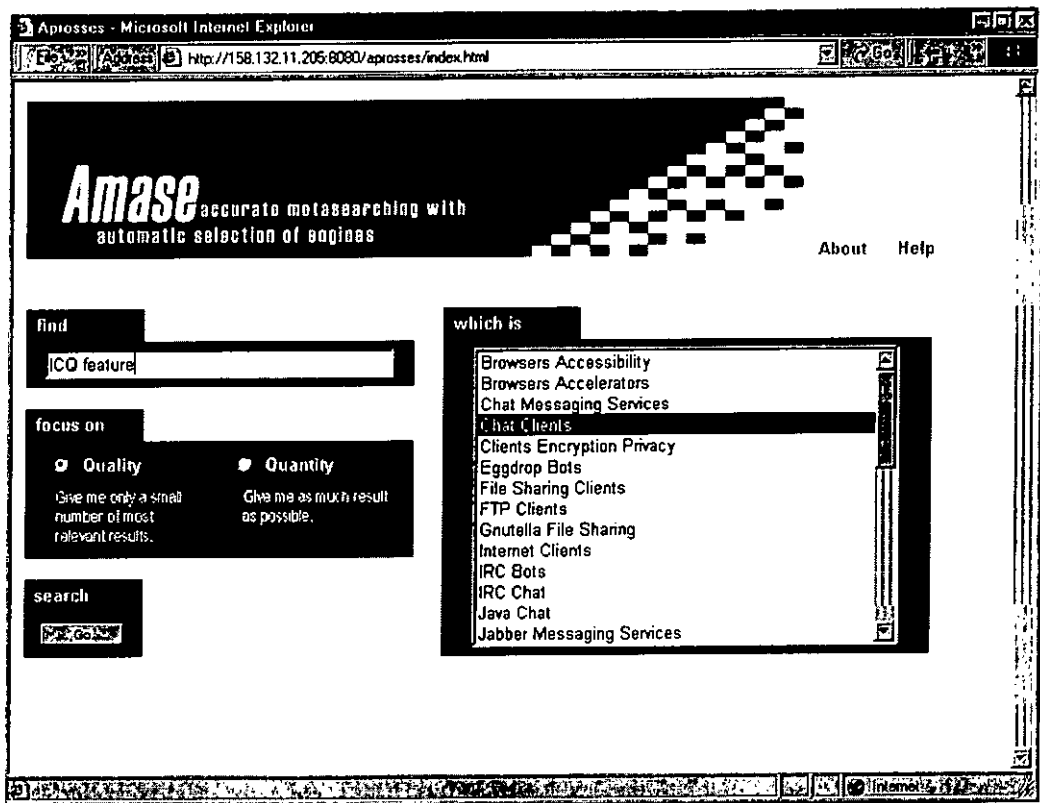 Aprosses - Microsoft Internet Explorer
File Address http://158.132.11.205:8080/aprosses/index.html Go
Amase accurate metasearching with
automatic selection of engines
About Help
find
ICQ feature
focus on
Quality Quantity
Give me only a small
number of most
relevant results.
Give me as much result
as possible.
search
Go
which is
Browsers Accessibility
Browsers Accelerators
Chat Messaging Services
Chat Clients
Clients Encryption Privacy
Eggdrop Bots
File Sharing Clients
FTP Clients
Gnutella File Sharing
Internet Clients
IRC Bots
IRC Chat
Java Chat
Jabber Messaging Services
Internet